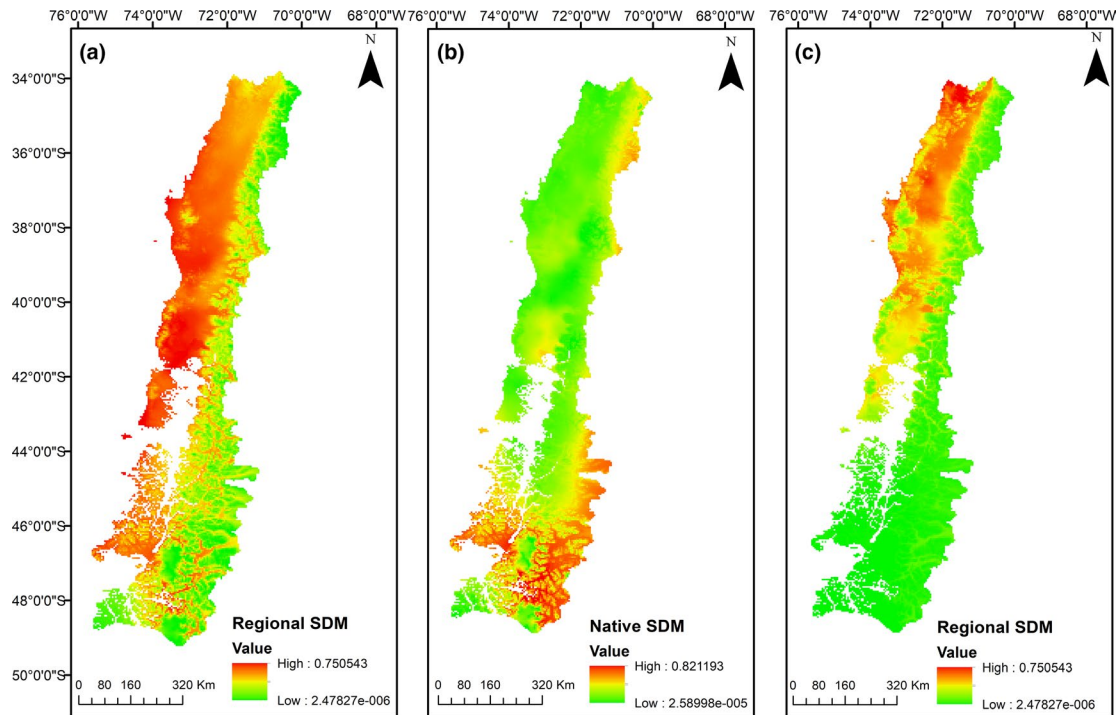 76°0'0"W 74°0'0"W 72°0'0"W 70°0'0"W 68°0'0"W
76°0'0"W 74°0'0"W 72°0'0"W 70°0'0"W 68°0'0"W
76°0'0"W 74°0'0"W 72°0'0"W 70°0'0"W
(a)
N
(b)
N
(c)
N
34°0'0"S
36°0'0"S
38°0'0"S
40°0'0"S
42°0'0"S
44°0'0"S
46°0'0"S
48°0'0"S
50°0'0"S
Regional SDM
Value
High : 0.750543
Low : 2.47827e-006
0 80 160 320 Km
Native SDM
Value
High : 0.821193
Low : 2.58998e-005
0 80 160 320 Km
Regional SDM
Value
High : 0.750543
Low : 2.47827e-006
0 80 160 320 Km